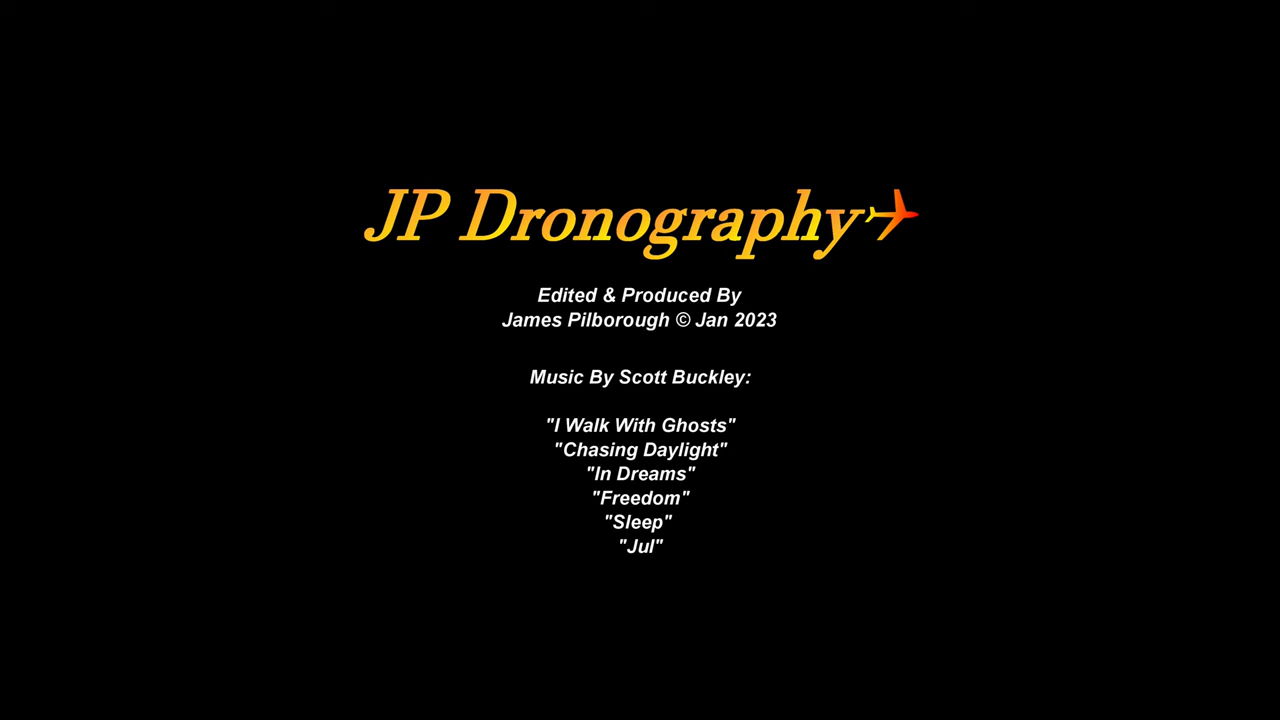 JP Dronography
Edited & Produced By
James Pilborough © Jan 2023
Music By Scott Buckley:
"I Walk With Ghosts"
"Chasing Daylight"
"In Dreams"
"Freedom"
"Sleep"
"Jul"